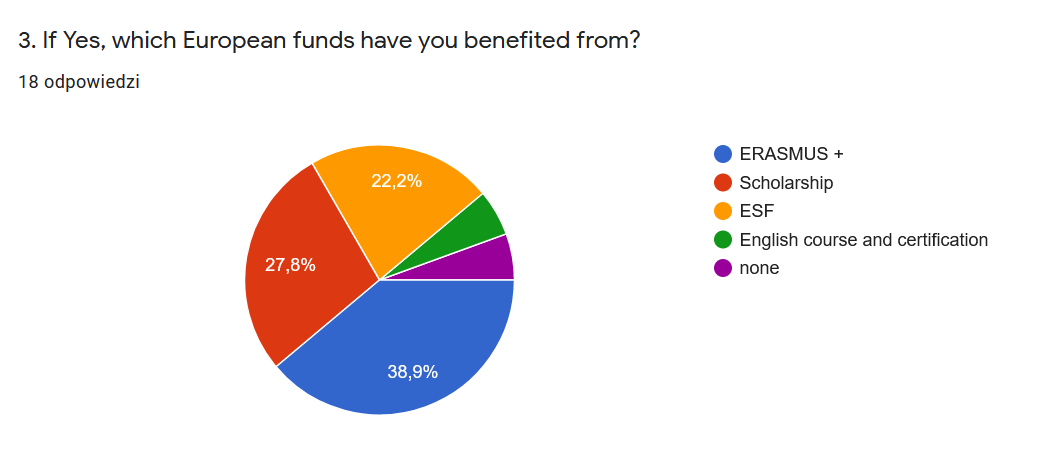 3. If Yes, which European funds have you benefited from?
18 odpowiedzi
22,2%
27,8%
38,9%
ERASMUS +
Scholarship
ESF
English course and certification
none